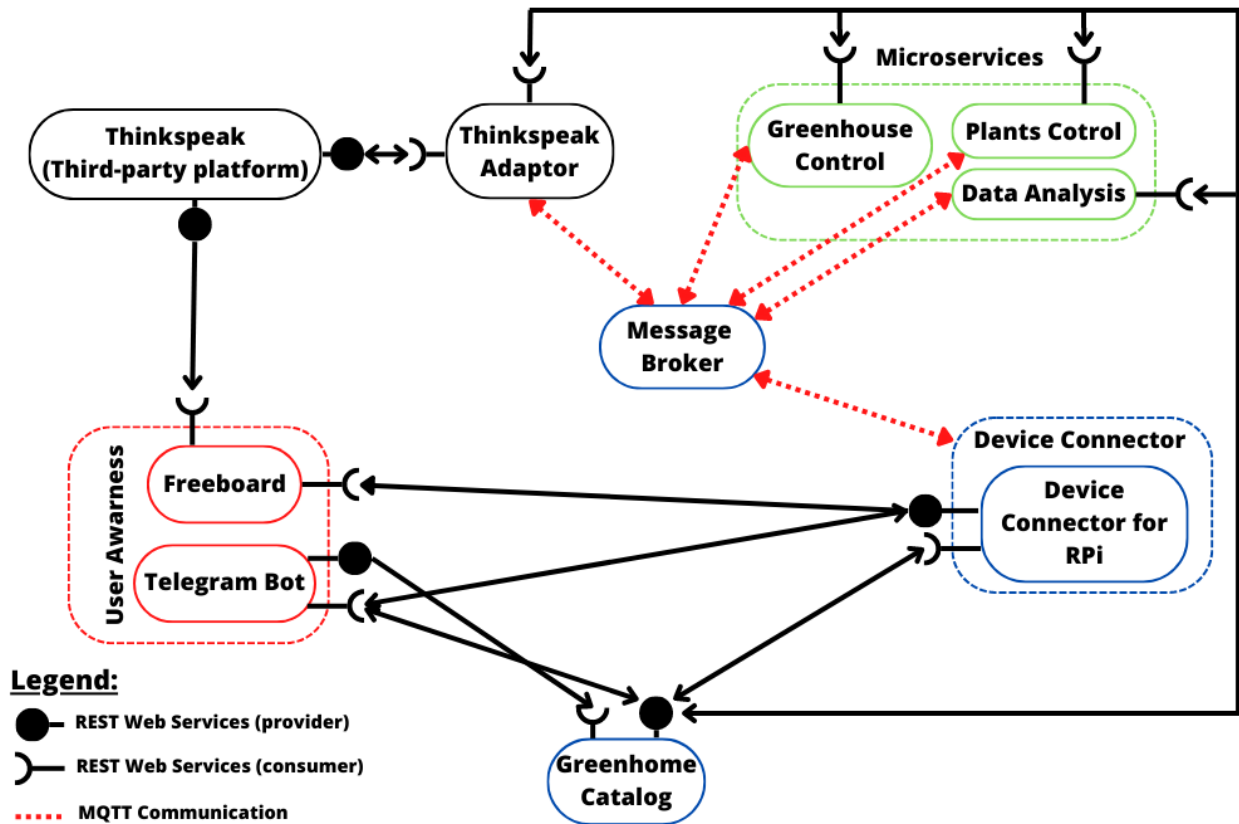 Microservices
Thinkspeak
(Third-party platform)
Thinkspeak
Adaptor
Greenhouse
Control
Plants Cotrol
Data Analysis
Message
Broker
User Awarness
Freeboard
Telegram Bot
Device Connector
Device
Connector for
RPi
Greenhome
Catalog
Legend:
REST Web Services (provider)
REST Web Services (consumer)
MQTT Communication